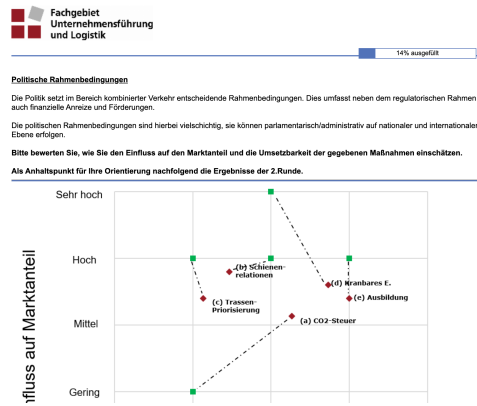 Fachgebiet
Unternehmensführung
und Logistik
14% ausgefüllt
Politische Rahmenbedingungen
Die Politik setzt im Bereich kombinierter Verkehr entscheidende Rahmenbedingungen. Dies umfasst neben dem regulatorischen Rahmen
auch finanzielle Anreize und Förderungen.
Die politischen Rahmenbedingungen sind hierbei vielschichtig, sie können parlamentarisch/administrativ auf nationaler und internationaler
Ebene erfolgen.
Bitte bewerten Sie, wie Sie den Einfluss auf den Marktanteil und die Umsetzbarkeit der gegebenen Maßnahmen einschätzen.
Als Anhaltspunkt für Ihre Orientierung nachfolgend die Ergebnisse der 2.Runde.
Sehr hoch
Hoch
Mittel
Gering
nfluss auf Marktanteil
(b) Schienen-
relationen
(d) Kranbares E.
(c) Trassen-
Priorisierung
(e) Ausbildung
(a) CO2-Steuer